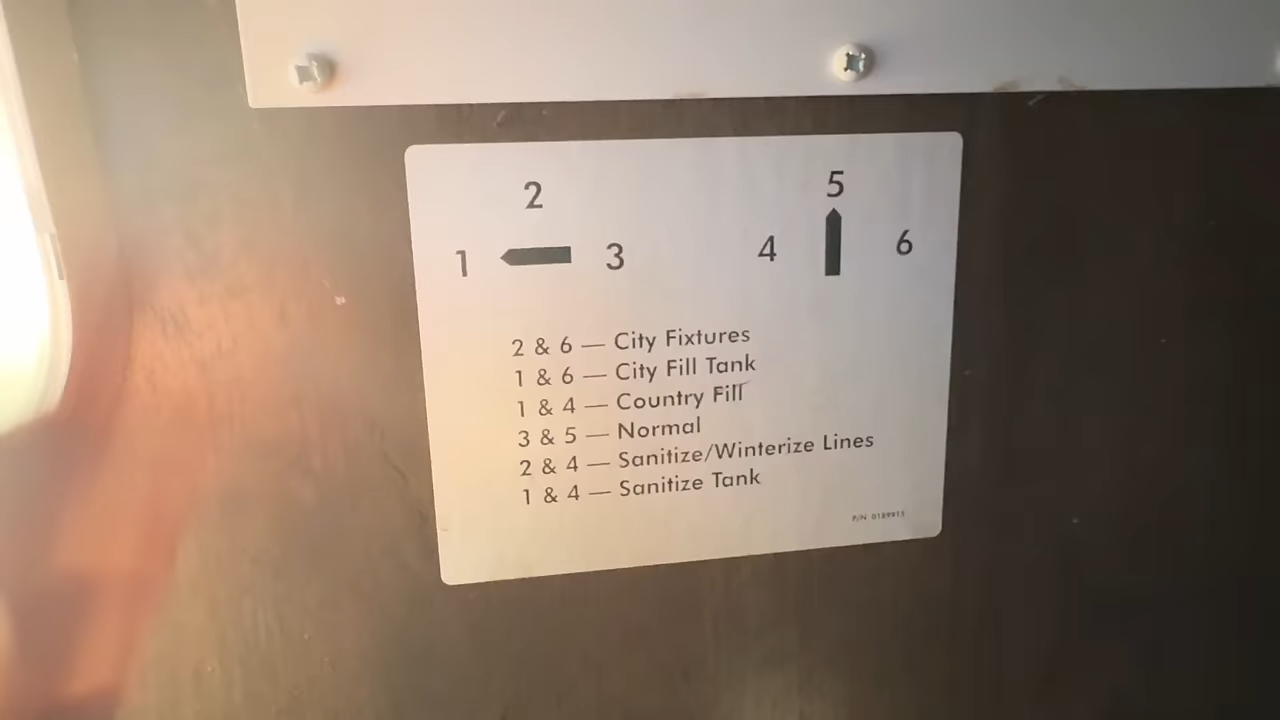 2 5
1 3 4 6
2 & 6 — City Fixtures
1 & 6 — City Fill Tank
1 & 4 — Country Fill
3 & 5 — Normal
2 & 4 — Sanitize/Winterize Lines
1 & 4 — Sanitize Tank
P/N 0189915